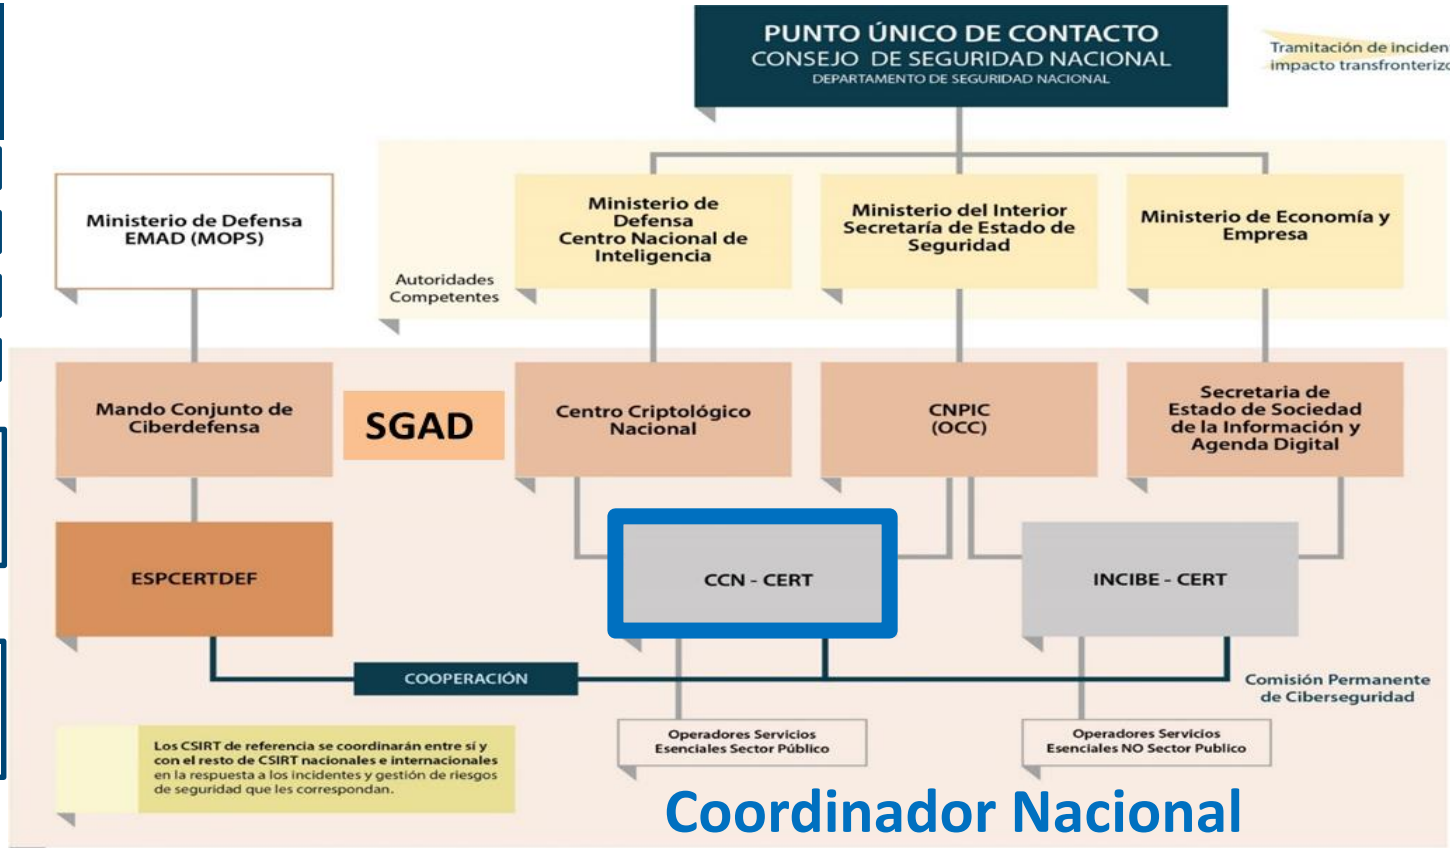 PUNTO ÚNICO DE CONTACTO
CONSEJO DE SEGURIDAD NACIONAL
DEPARTAMENTO DE SEGURIDAD NACIONAL
Tramitación de
impacto transfronterizo
Ministerio de Defensa
EMAD (MOPS)
Autoridades
Competentes
Ministerio de
Defensa
Centro Nacional de
Inteligencia
Ministerio del Interior
Secretaría de Estado de
Seguridad
Ministerio de Economía y
Empresa
Mando Conjunto de
Ciberdefensa
SGAD
Centro Criptológico
Nacional
CNPIC
(OCC)
Secretaria de
Estado de Sociedad
de la Información y
Agenda Digital
ESPCERTDEF
CCN - CERT
INCIBE - CERT
COOPERACIÓN
Comisión Permanente
de Ciberseguridad
Los CSIRT de referencia se coordinarán entre sí y
con el resto de CSIRT nacionales e internacionales
en la respuesta a los incidentes y gestión de riesgos
de seguridad que les correspondan.
Operadores Servicios
Esenciales Sector Público
Operadores Servicios
Esenciales NO Sector Publico
Coordinador Nacional